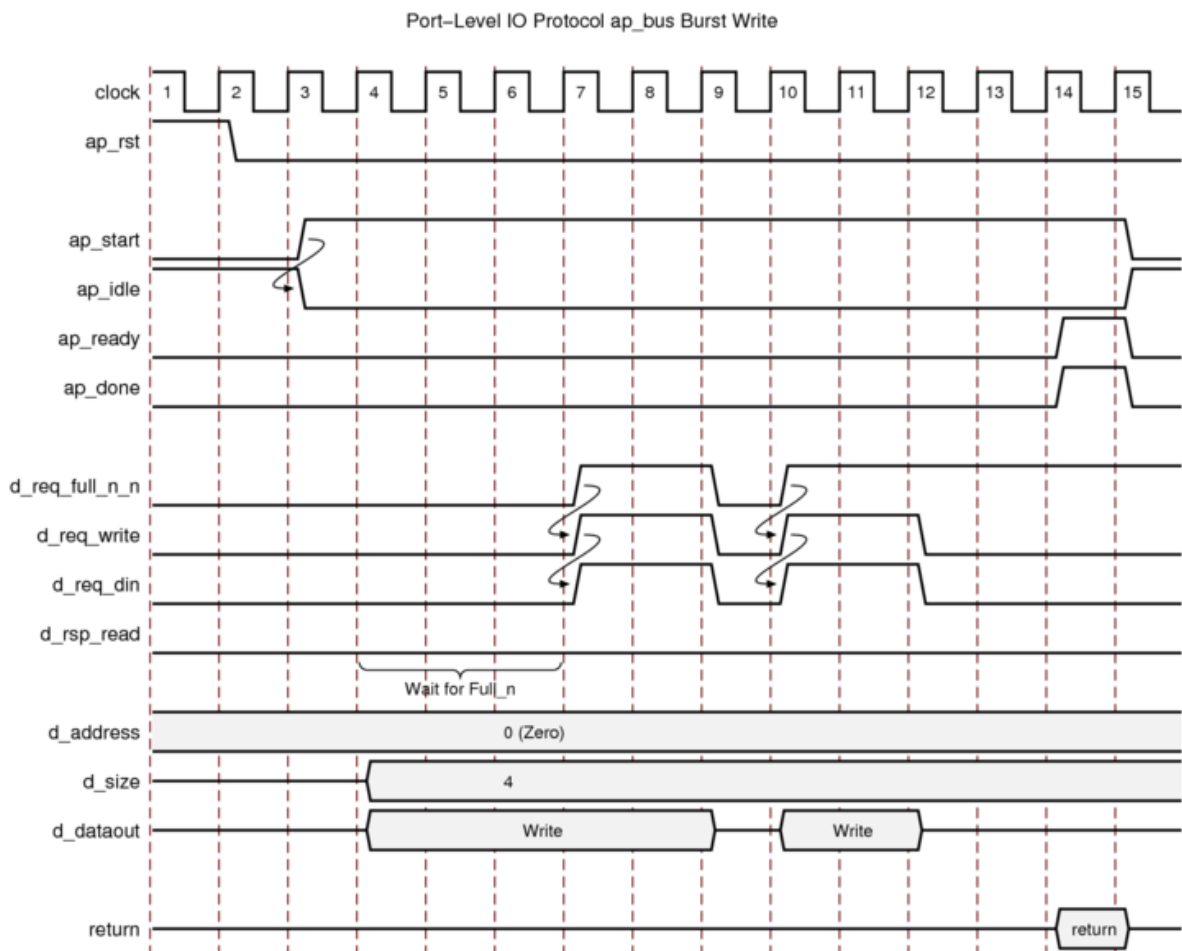 Port–Level IO Protocol ap_bus Burst Write
clock 1 2 3 4 5 6 7 8 9 10 11 12 13 14 15
ap_rst
ap_start
ap_idle
ap_ready
ap_done
d_req_full_n_n
d_req_write
d_req_din
d_rsp_read
Wait for Full_n
d_address 0 (Zero)
d_size 4
d_dataout Write Write
return return